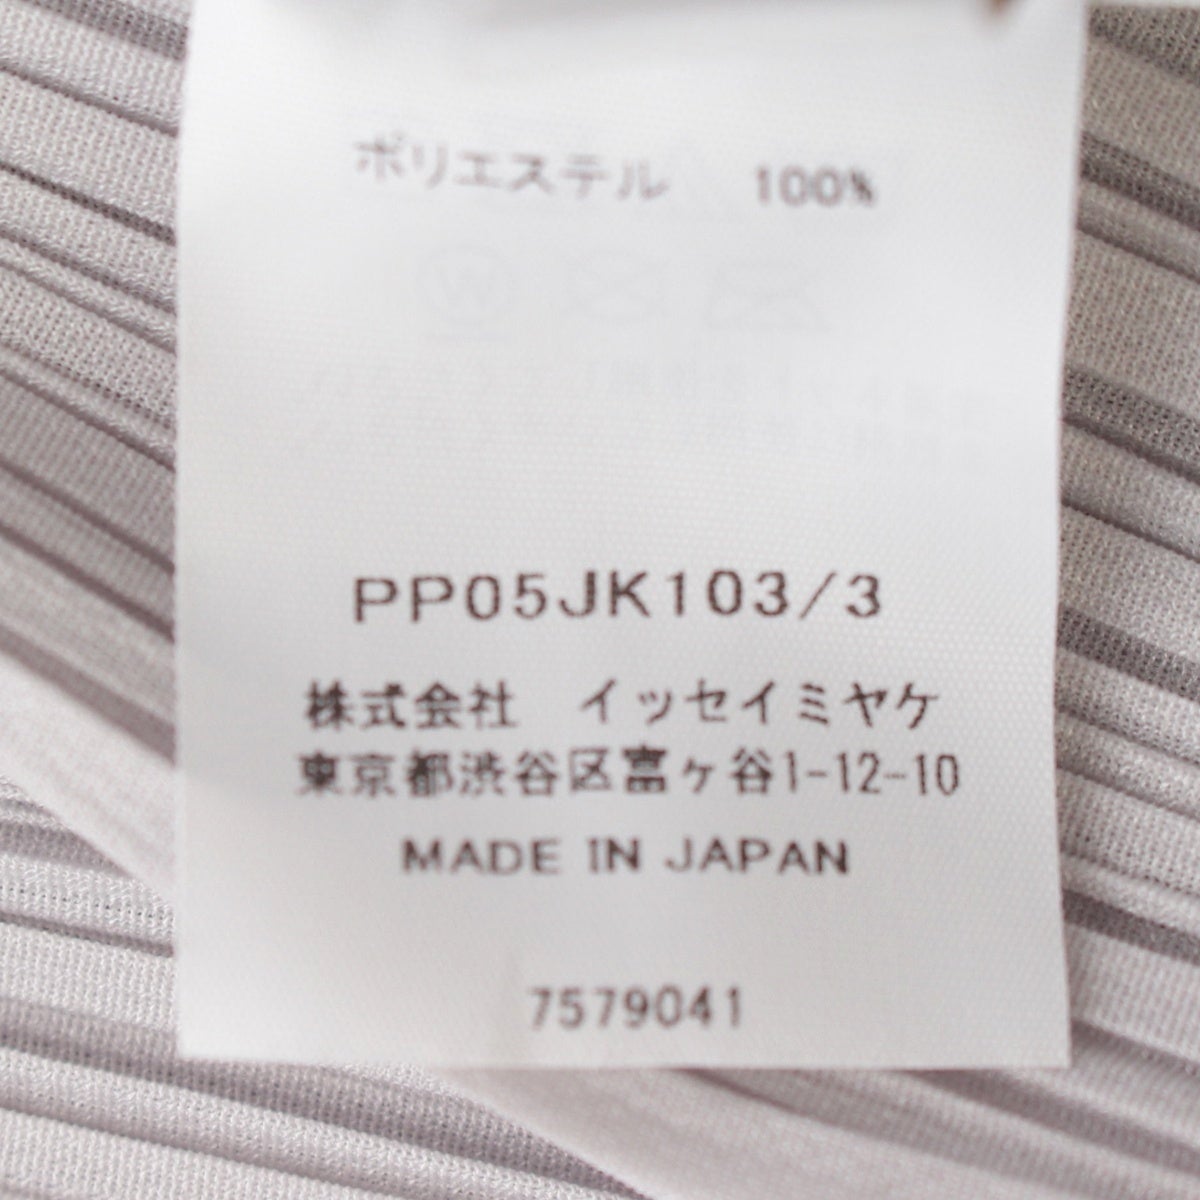 ポリエステル 100%
W
PP05JK103/3
株式会社 イッセイミヤケ
東京都渋谷区富ヶ谷1-12-10
MADE IN JAPAN
7579041